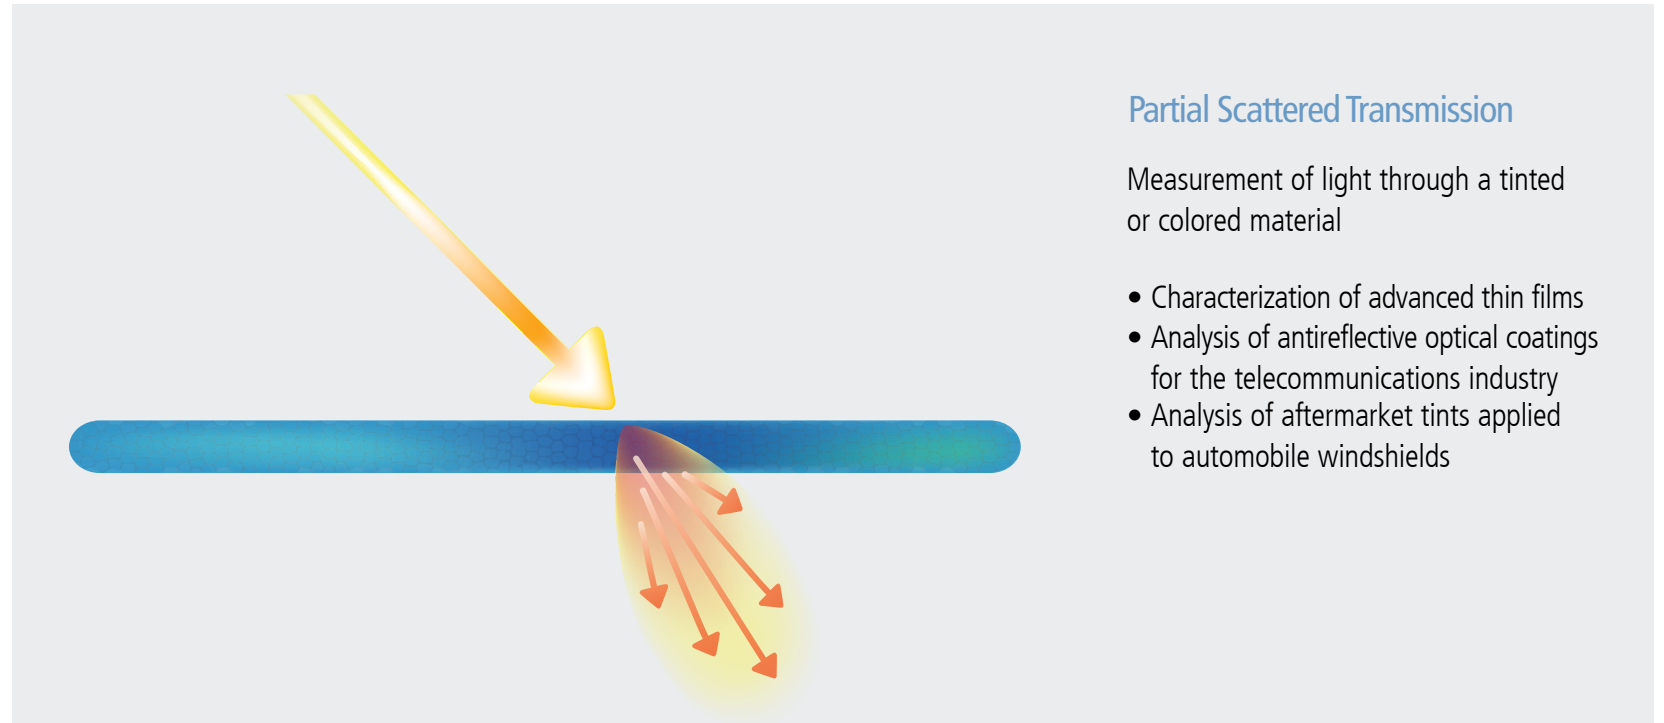 Partial Scattered Transmission
Measurement of light through a tinted
or colored material
• Characterization of advanced thin films
• Analysis of antireflective optical coatings
for the telecommunications industry
• Analysis of aftermarket tints applied
to automobile windshields